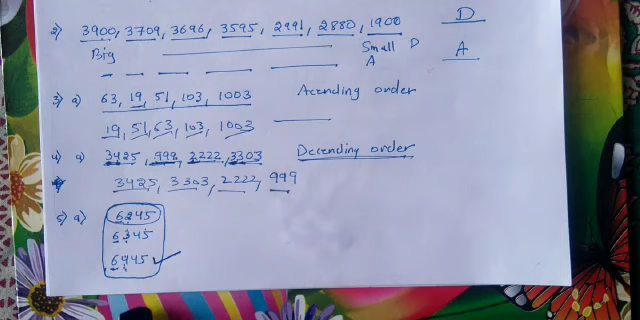 2) 3900, 3709, 3696, 3595, 2991, 2880, 1900 D
Big Small D A
A
3) a) 63, 19, 51, 103, 1003 Acending order
19, 51, 63, 103, 1003
4) a) 3425, 999, 2222, 3303 Decending order
3425, 3303, 2222, 999
5) a) 6245
6345
6945